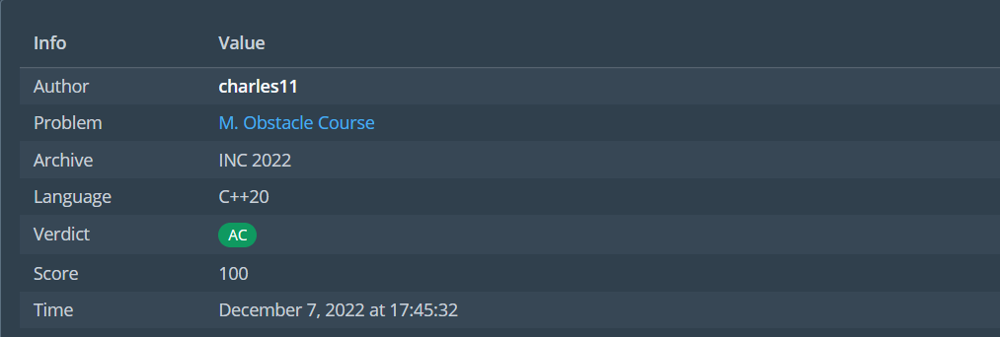 Info Value
Author charles11
Problem M. Obstacle Course
Archive INC 2022
Language C++20
Verdict AC
Score 100
Time December 7, 2022 at 17:45:32